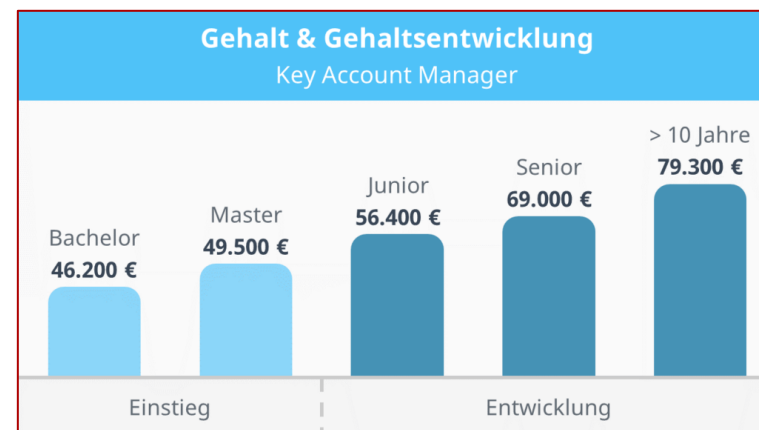 Gehalt & Gehaltsentwicklung
Key Account Manager
Bachelor
46.200 €
Master
49.500 €
Junior
56.400 €
Senior
69.000 €
> 10 Jahre
79.300 €
Einstieg
Entwicklung